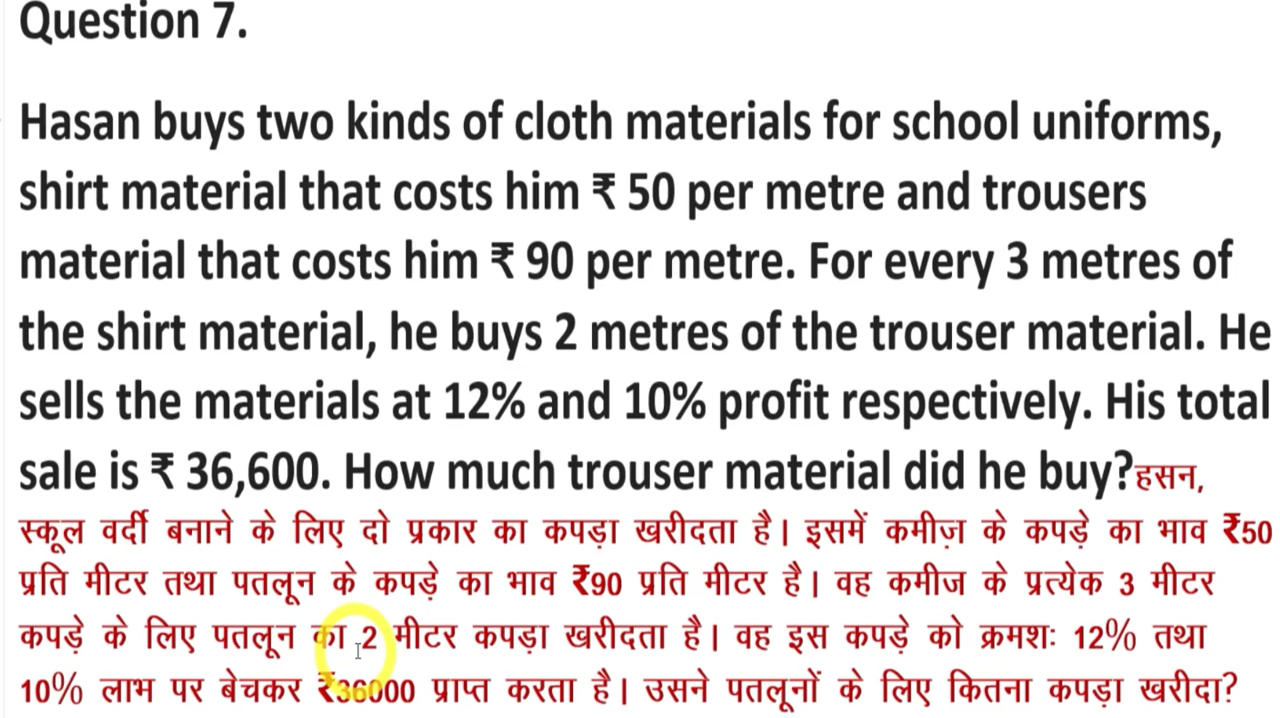 Question 7.
Hasan buys two kinds of cloth materials for school uniforms,
shirt material that costs him ₹ 50 per metre and trousers
material that costs him ₹ 90 per metre. For every 3 metres of
the shirt material, he buys 2 metres of the trouser material. He
sells the materials at 12% and 10% profit respectively. His total
sale is ₹ 36,600. How much trouser material did he buy?हसन,
स्कूल वर्दी बनाने के लिए दो प्रकार का कपड़ा खरीदता है। इसमें कमीज़ के कपड़े का भाव ₹50
प्रति मीटर तथा पतलून के कपड़े का भाव ₹90 प्रति मीटर है। वह कमीज के प्रत्येक 3 मीटर
कपड़े के लिए पतलून का 2 मीटर कपड़ा खरीदता है। वह इस कपड़े को क्रमशः 12% तथा
10% लाभ पर बेचकर ₹36000 प्राप्त करता है। उसने पतलूनों के लिए कितना कपड़ा खरीदा?